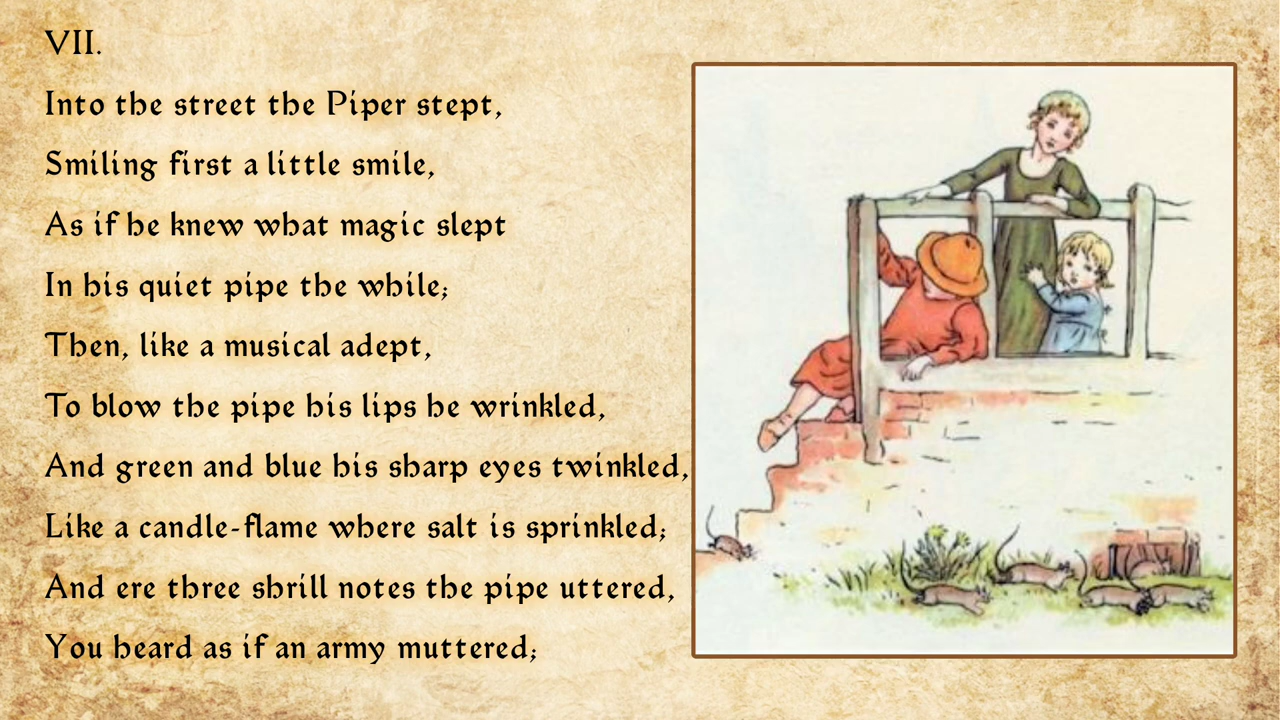 VII.
Into the street the Piper stept,
Smiling first a little smile,
As if he knew what magic slept
In his quiet pipe the while;
Then, like a musical adept,
To blow the pipe his lips he wrinkled,
And green and blue his sharp eyes twinkled,
Like a candle-flame where salt is sprinkled;
And ere three shrill notes the pipe uttered,
You heard as if an army muttered;